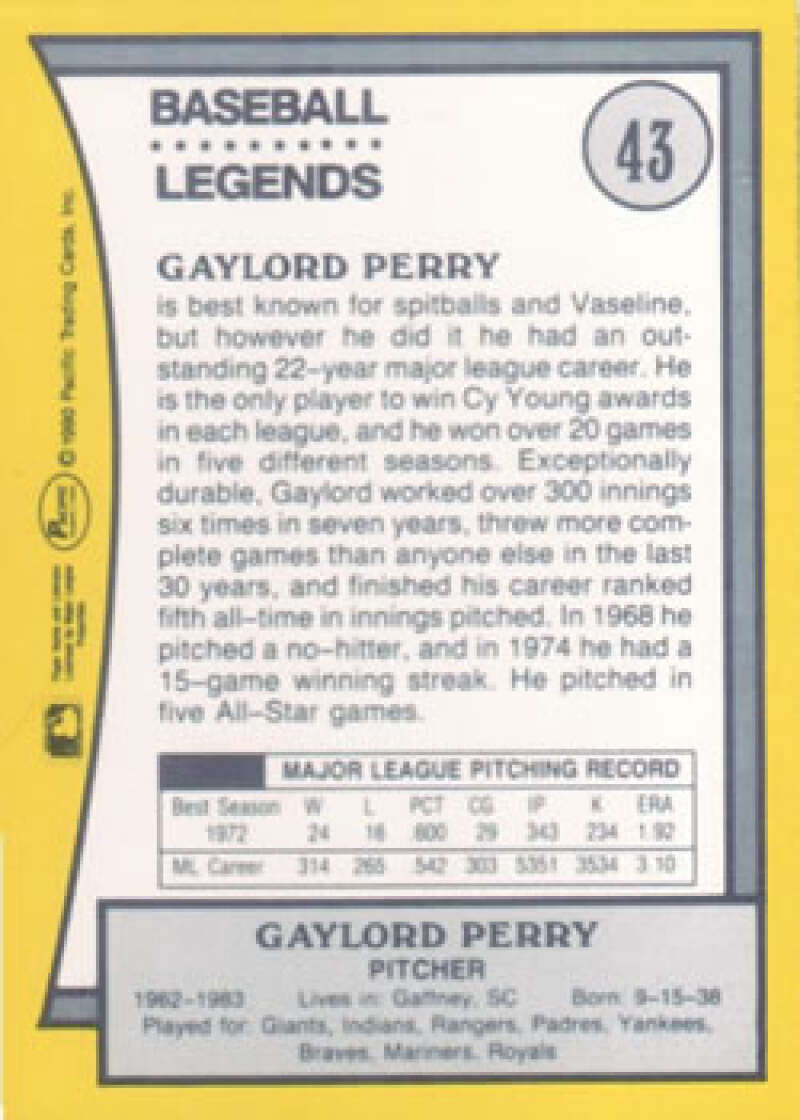 BASEBALL
LEGENDS
43
GAYLORD PERRY
is best known for spitballs and Vaseline,
but however he did it he had an out-
standing 22-year major league career. He
is the only player to win Cy Young awards
in each league, and he won over 20 games
in five different seasons. Exceptionally
durable, Gaylord worked over 300 innings
six times in seven years, threw more com-
plete games than anyone else in the last
30 years, and finished his career ranked
fifth all-time in innings pitched. In 1968 he
pitched a no-hitter, and in 1974 he had a
15-game winning streak. He pitched in
five All-Star games.
MAJOR LEAGUE PITCHING RECORD
Best Season W L PCT CG IP K ERA
1972 24 16 .600 29 343 234 1.92
ML Career 314 265 .542 303 5351 3534 3.10
GAYLORD PERRY
PITCHER
1962-1983 Lives in: Gaffney, SC Born: 9-15-38
Played for: Giants, Indians, Rangers, Padres, Yankees,
Braves, Mariners, Royals
© 1990 Pacific Trading Cards, Inc.